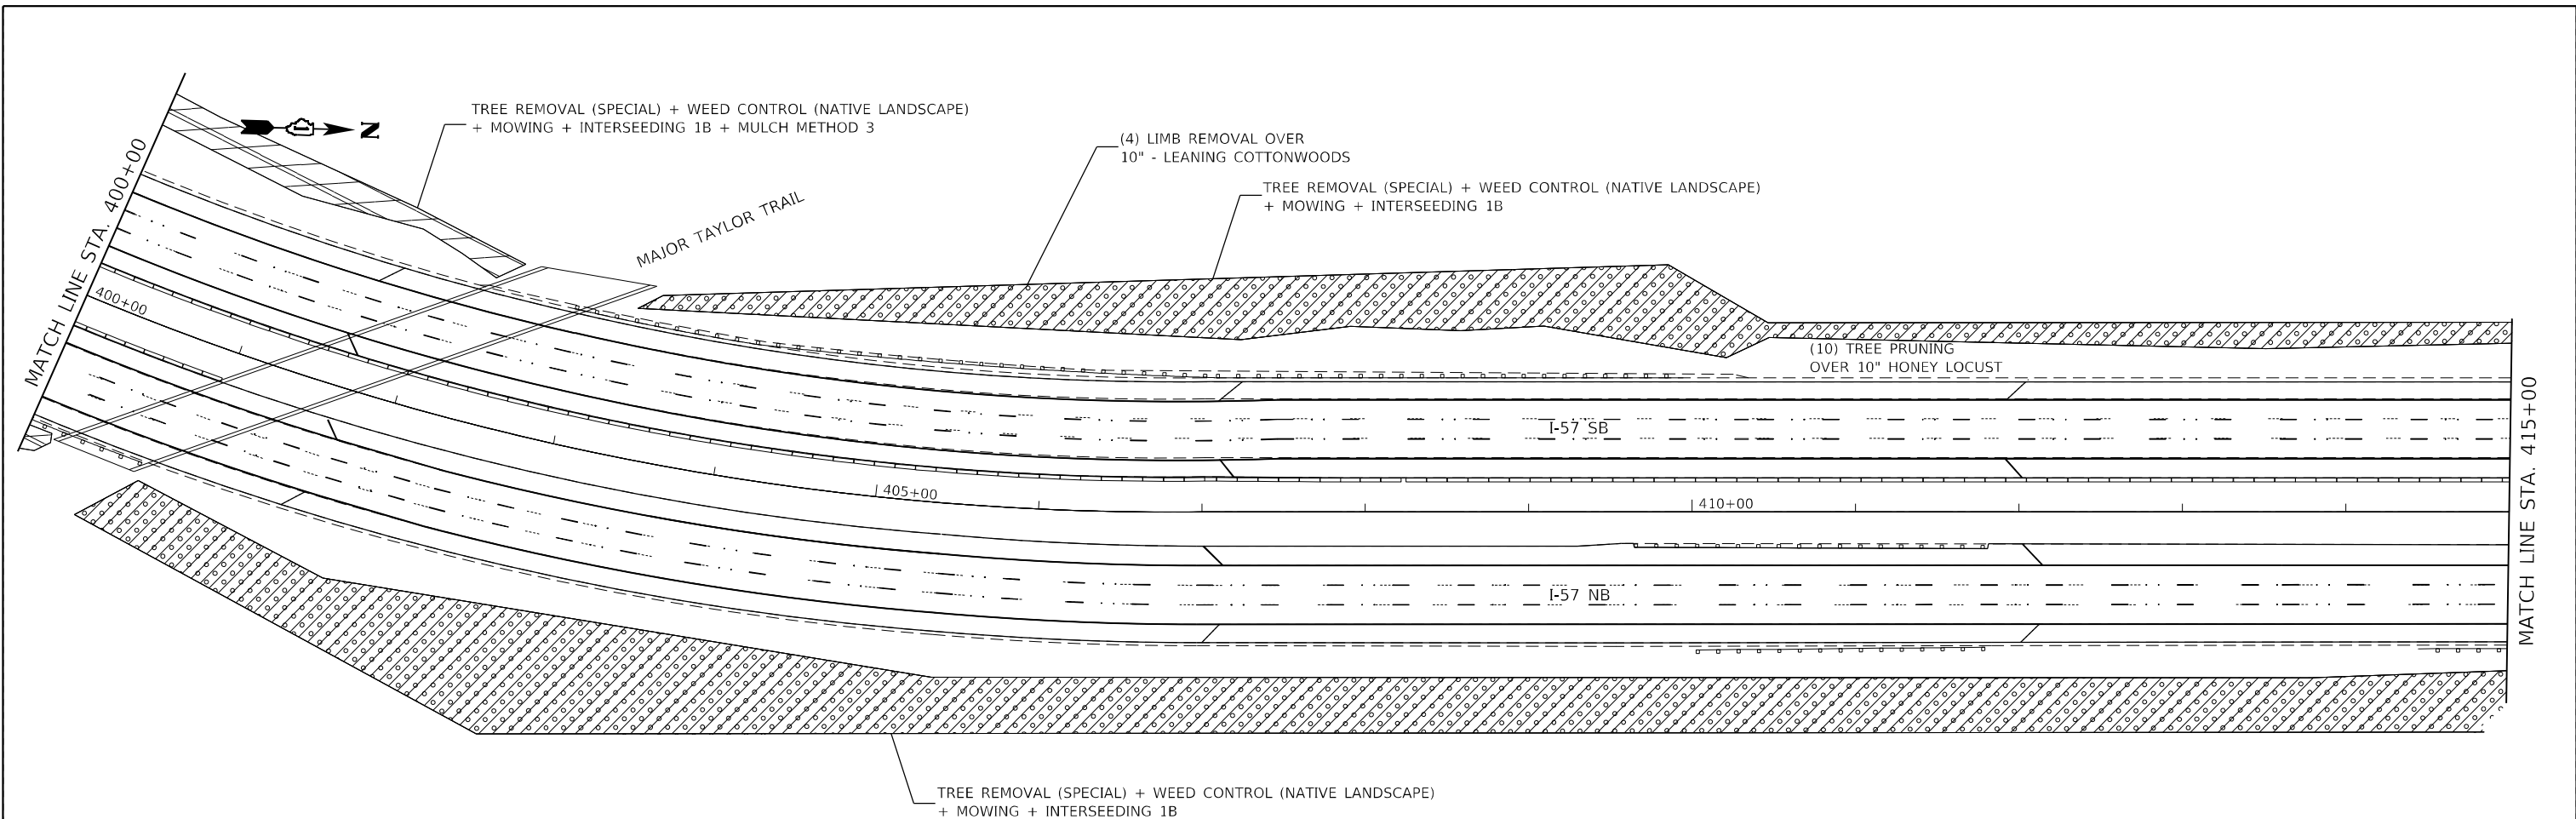 TREE REMOVAL (SPECIAL) + WEED CONTROL (NATIVE LANDSCAPE)
+ MOWING + INTERSEEDING 1B + MULCH METHOD 3
N
(4) LIMB REMOVAL OVER
10" - LEANING COTTONWOODS
TREE REMOVAL (SPECIAL) + WEED CONTROL (NATIVE LANDSCAPE)
+ MOWING + INTERSEEDING 1B
MAJOR TAYLOR TRAIL
MATCH LINE STA. 400+00
400+00
(10) TREE PRUNING
OVER 10" HONEY LOCUST
I-57 SB
405+00
410+00
I-57 NB
MATCH LINE STA. 415+00
TREE REMOVAL (SPECIAL) + WEED CONTROL (NATIVE LANDSCAPE)
+ MOWING + INTERSEEDING 1B